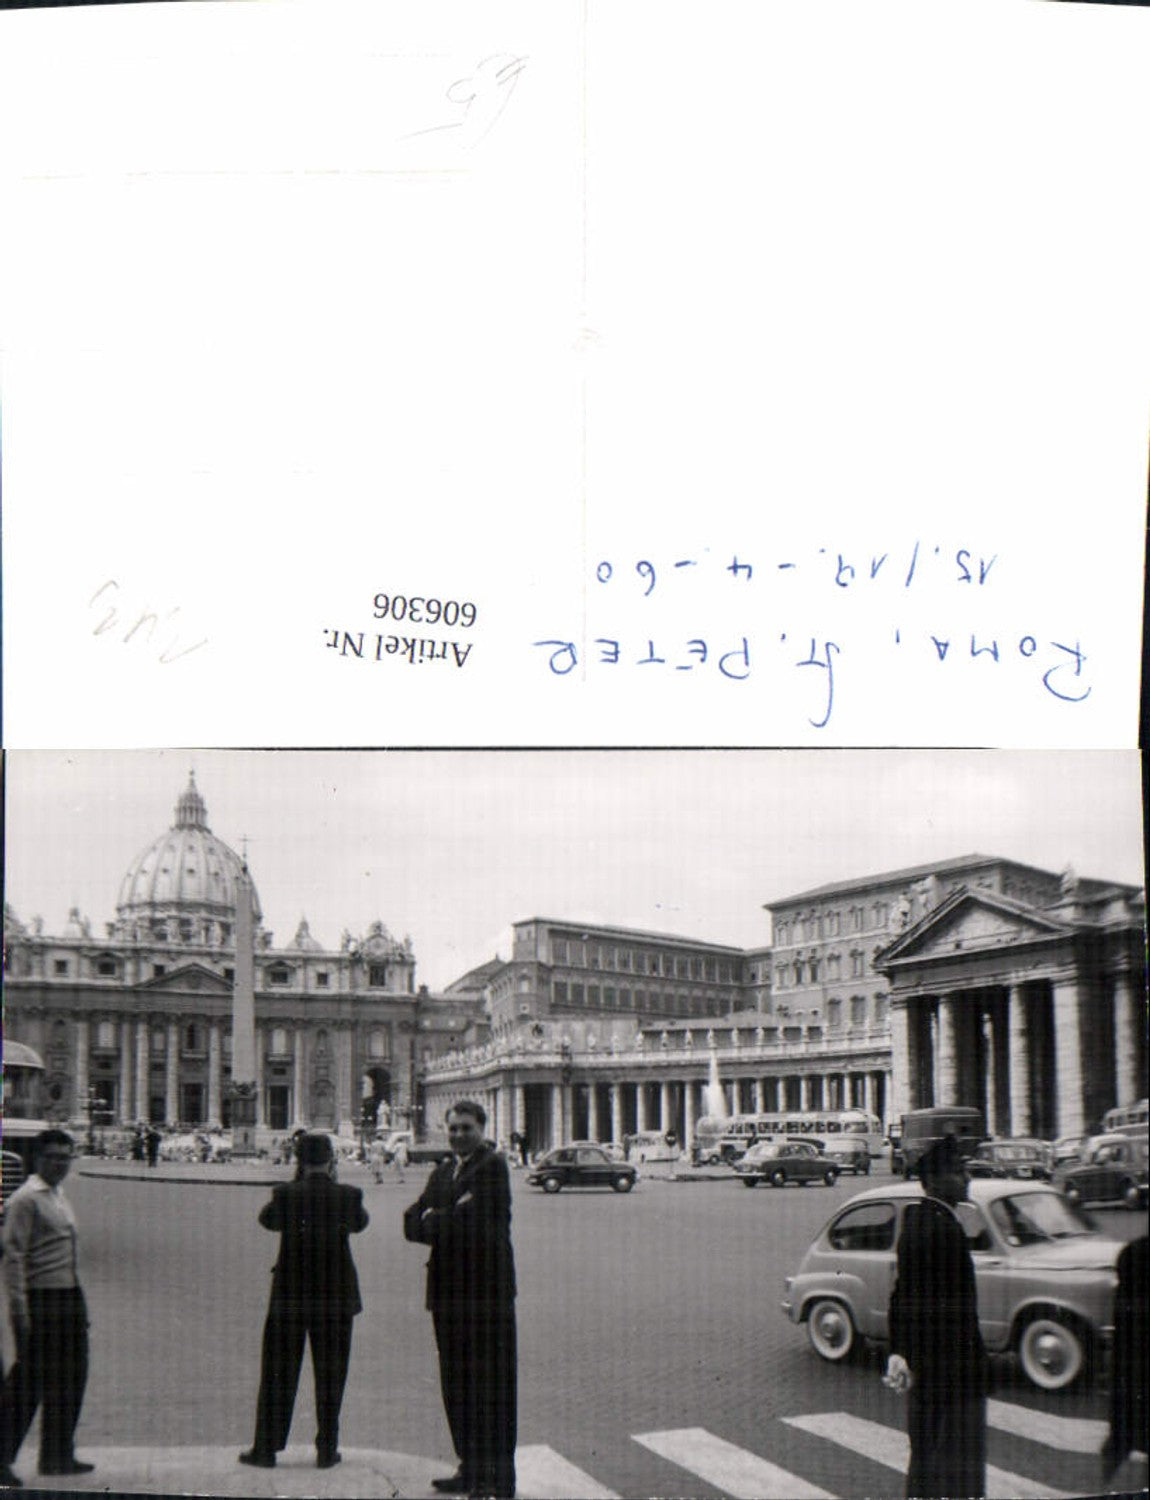 ROMA, ST. PETER
15./17. - 4. - 60
Artikel Nr.
606306